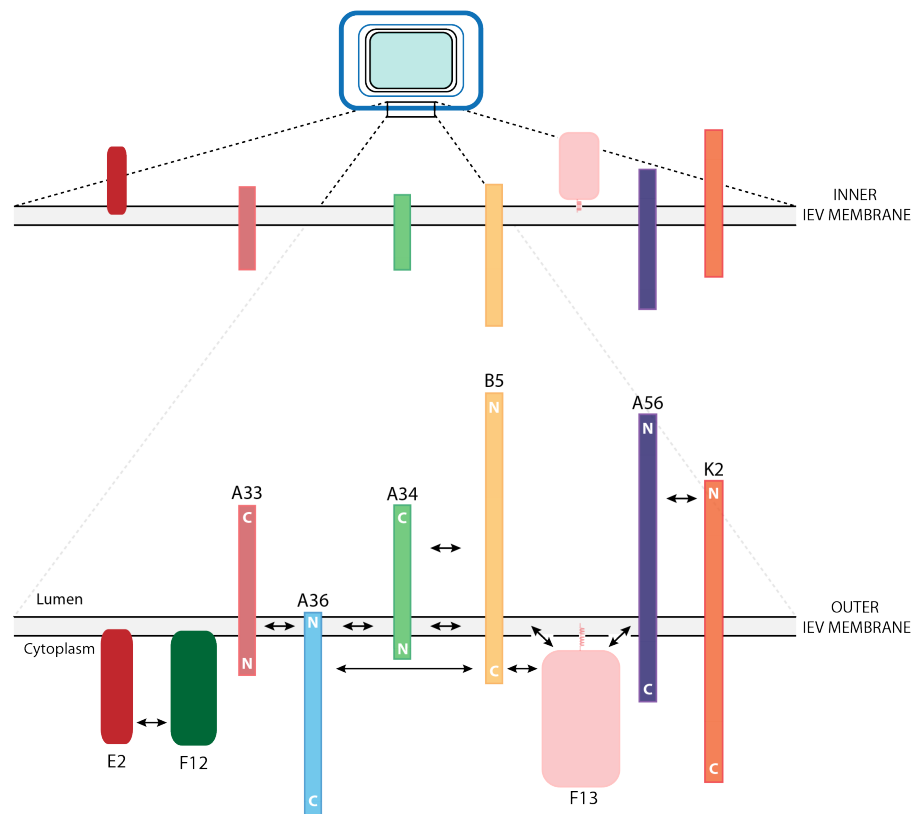 INNER
IEV MEMBRANE
B5
N
A56
N
K2
N
A33
C
A34
C
A36
N
Lumen
OUTER
IEV MEMBRANE
Cytoplasm
N
N
C
C
C
C
E2
F12
F13